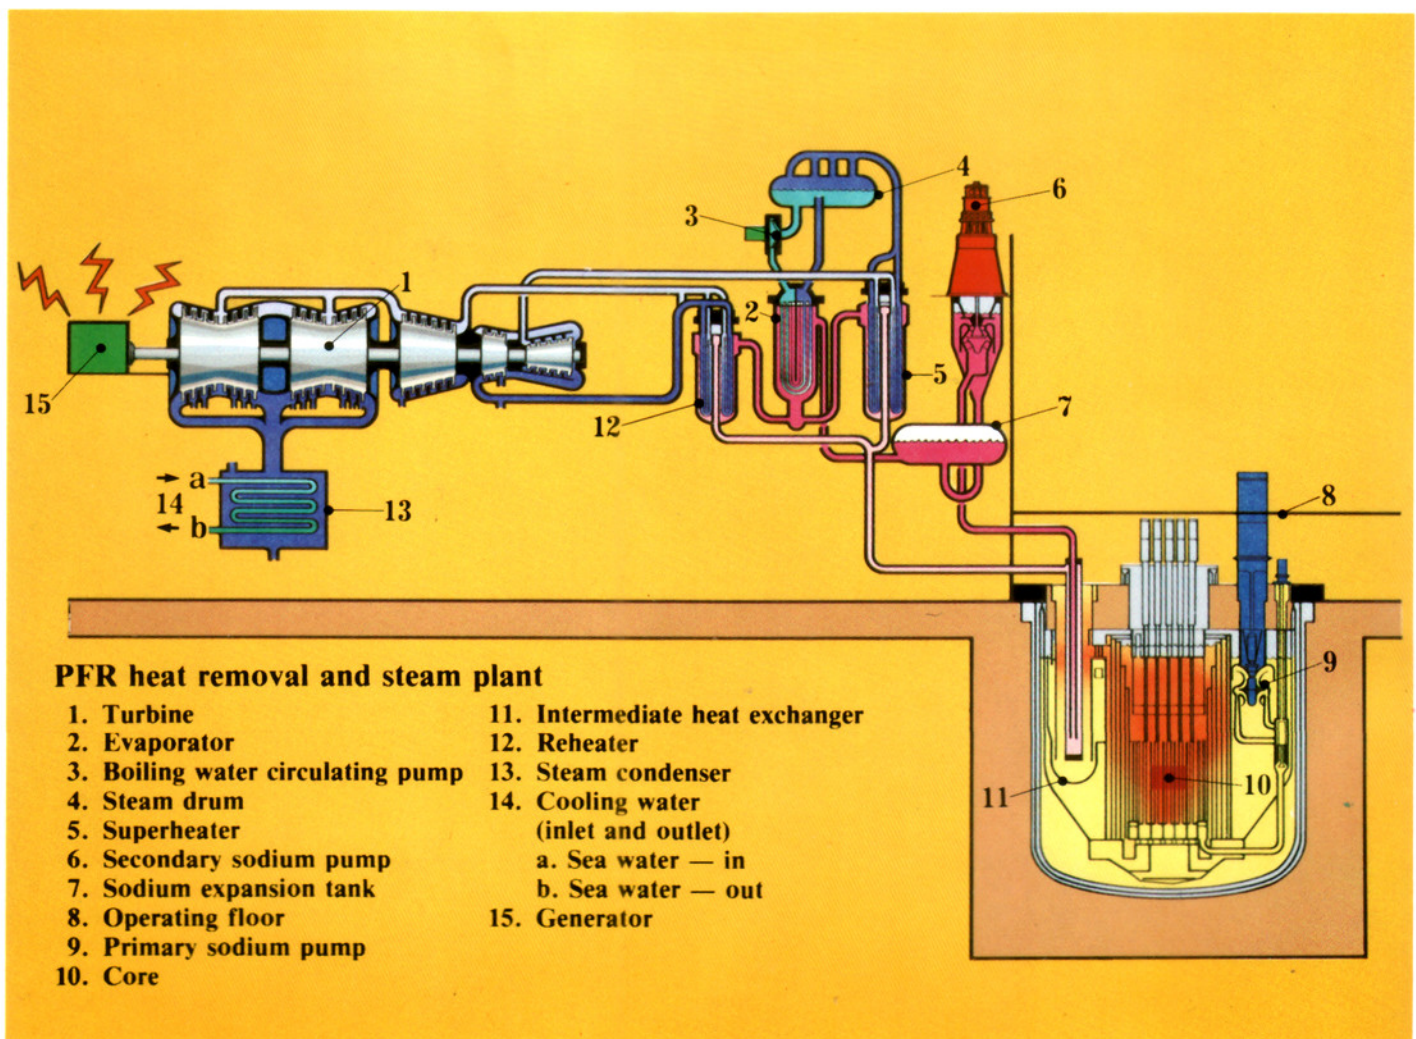 4
6
3
1
2
5
15
12
7
a
14
b
13
8
9
11
10
PFR heat removal and steam plant
1. Turbine
2. Evaporator
3. Boiling water circulating pump
4. Steam drum
5. Superheater
6. Secondary sodium pump
7. Sodium expansion tank
8. Operating floor
9. Primary sodium pump
10. Core
11. Intermediate heat exchanger
12. Reheater
13. Steam condenser
14. Cooling water
(inlet and outlet)
a. Sea water — in
b. Sea water — out
15. Generator